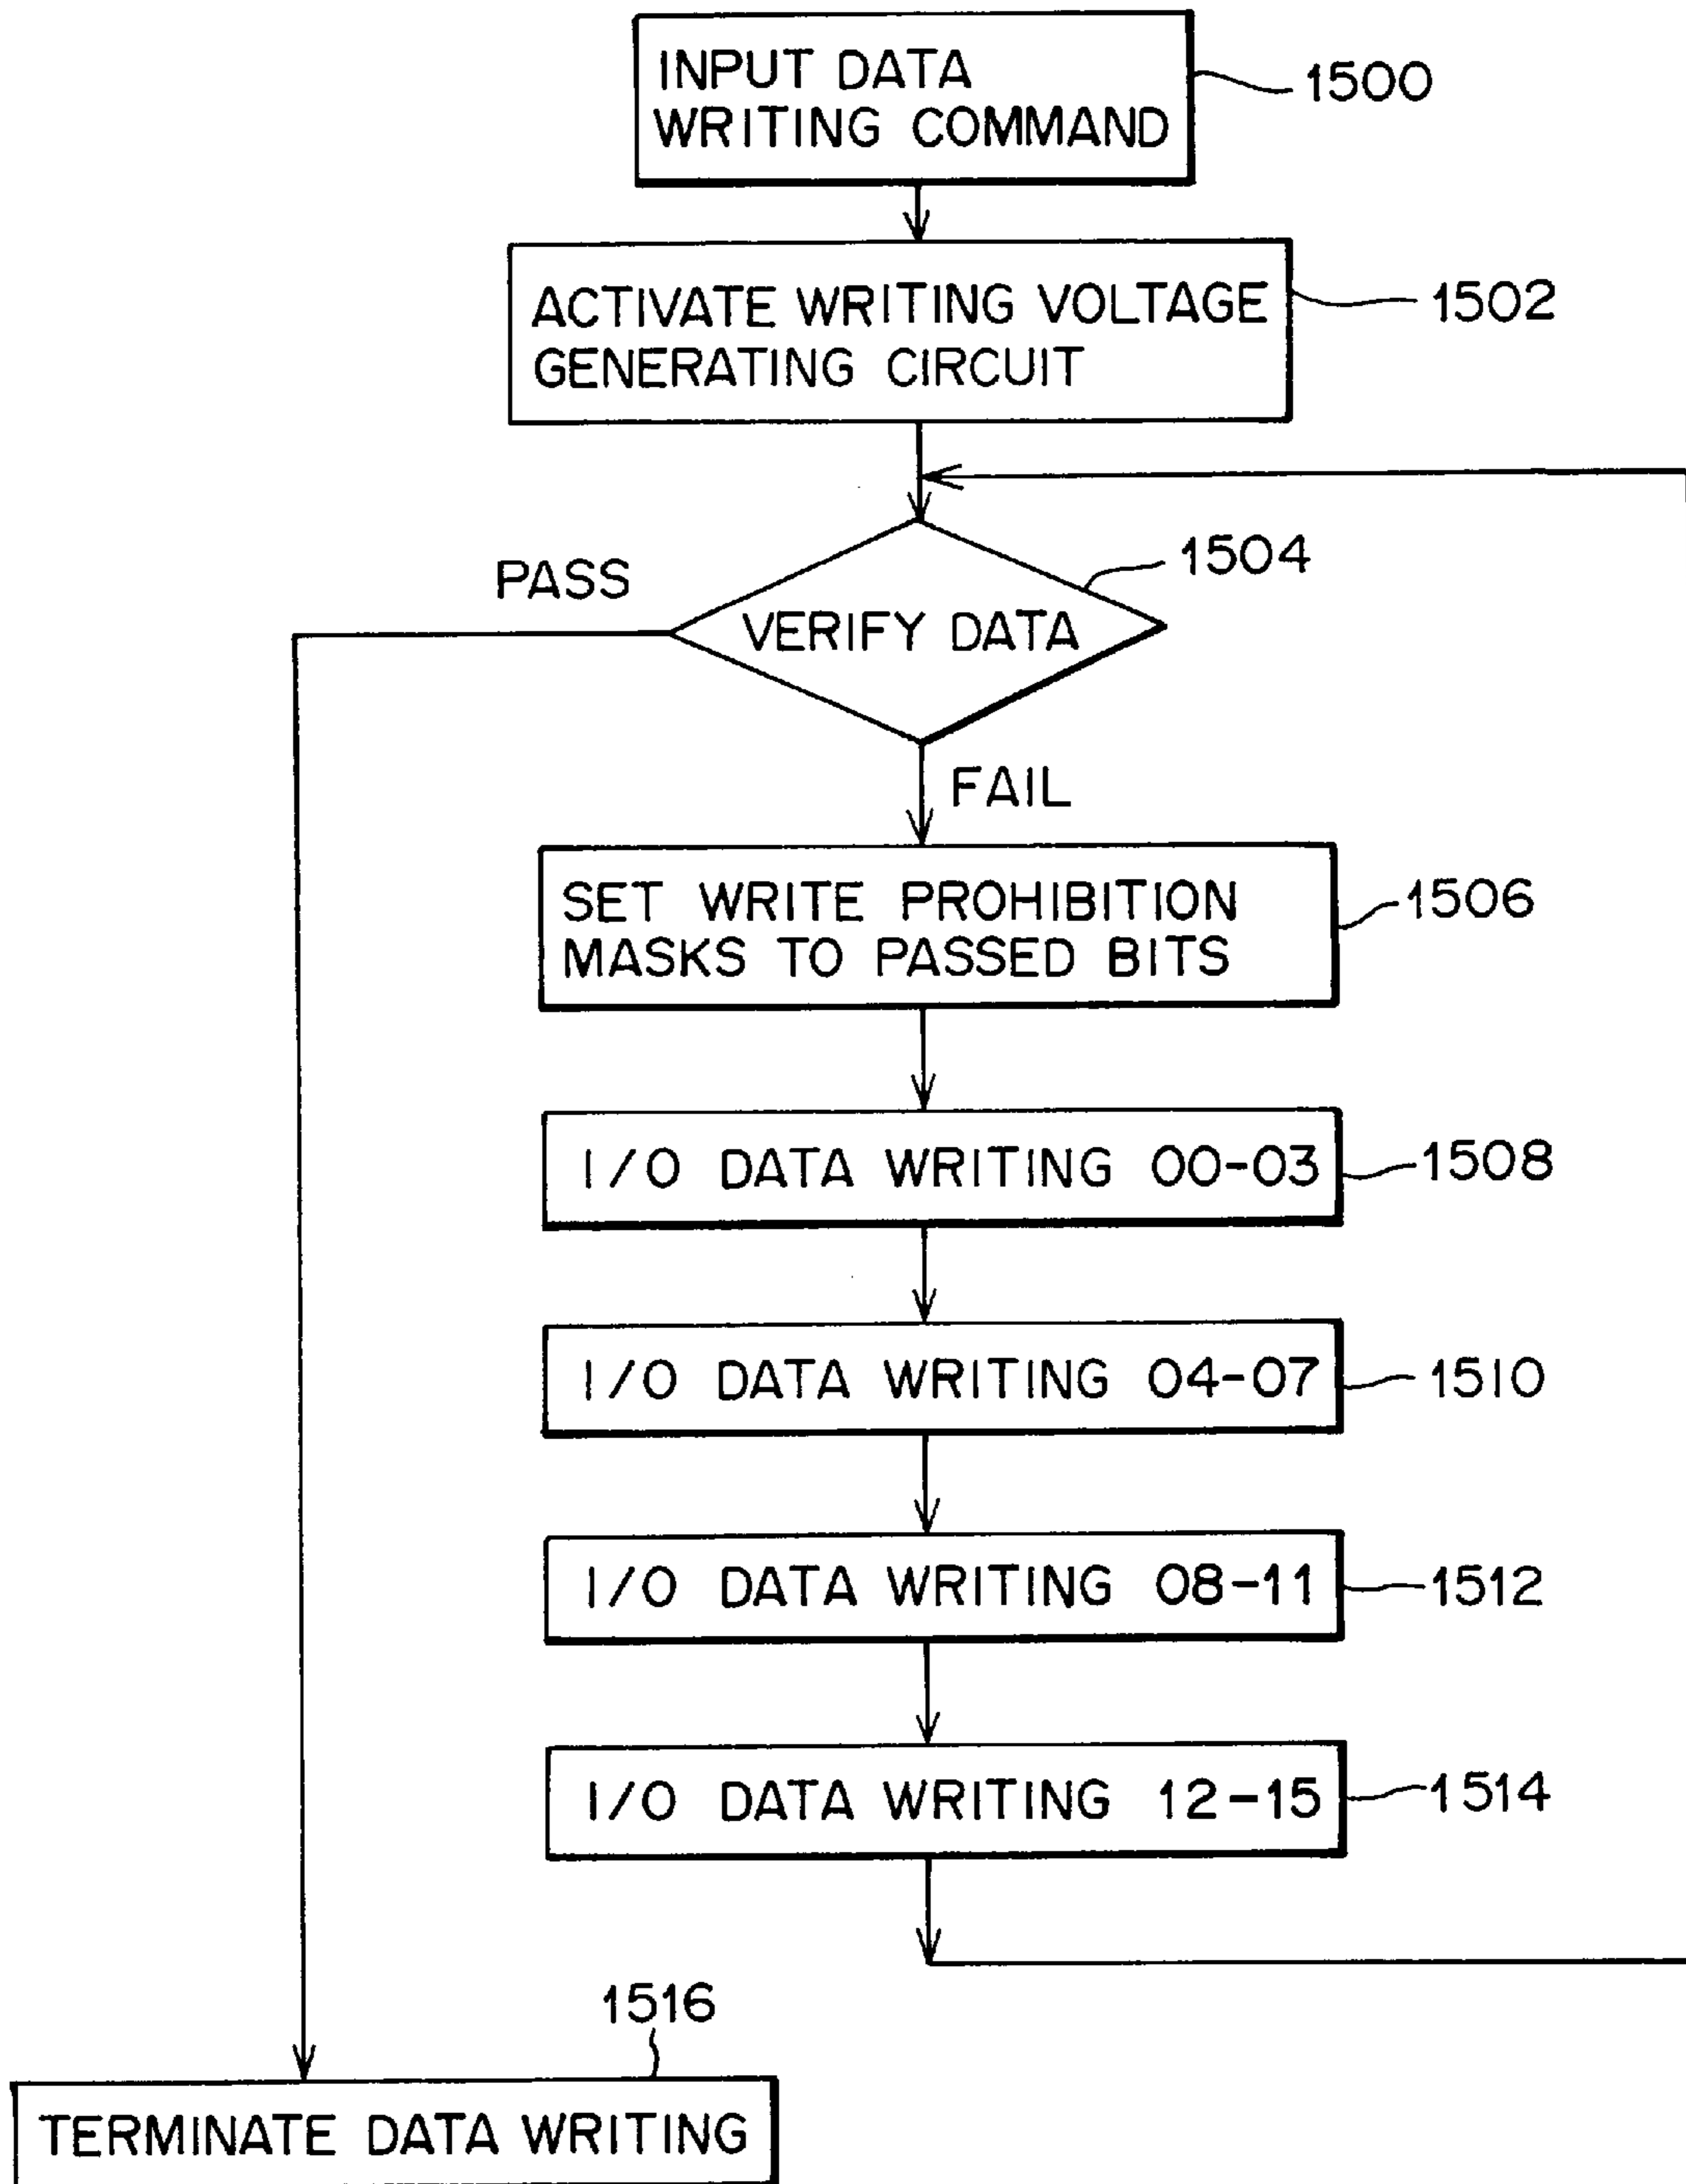 INPUT DATA
WRITING COMMAND
1500
ACTIVATE WRITING VOLTAGE
GENERATING CIRCUIT
1502
1504
PASS
VERIFY DATA
FAIL
SET WRITE PROHIBITION
MASKS TO PASSED BITS
1506
I/O DATA WRITING 00-03
1508
I/O DATA WRITING 04-07
1510
I/O DATA WRITING 08-11
1512
I/O DATA WRITING 12-15
1514
1516
TERMINATE DATA WRITING